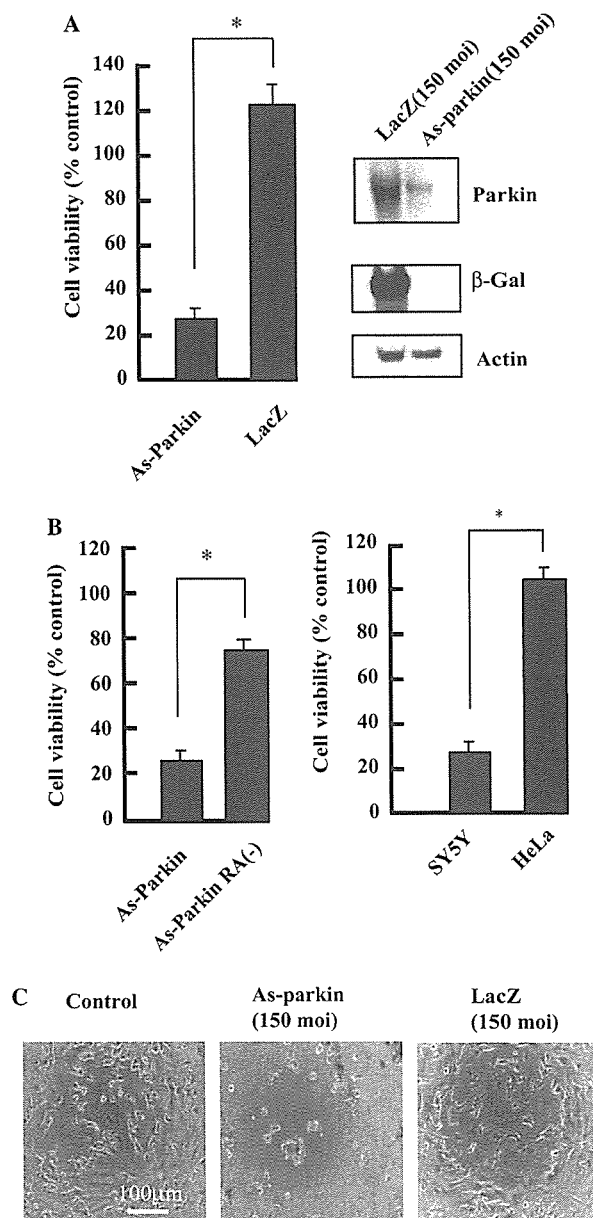 A
*
Cell viability (% control)
140
120
100
80
60
40
20
0
As-Parkin
LacZ
LacZ(150 moi)
As-parkin(150 moi)
Parkin
β-Gal
Actin
B
*
Cell viability (% control)
120
100
80
60
40
20
0
As-Parkin
As-Parkin RA(-)
*
Cell viability (% control)
120
100
80
60
40
20
0
SY5Y
HeLa
C
Control
As-parkin
(150 moi)
LacZ
(150 moi)
100μm